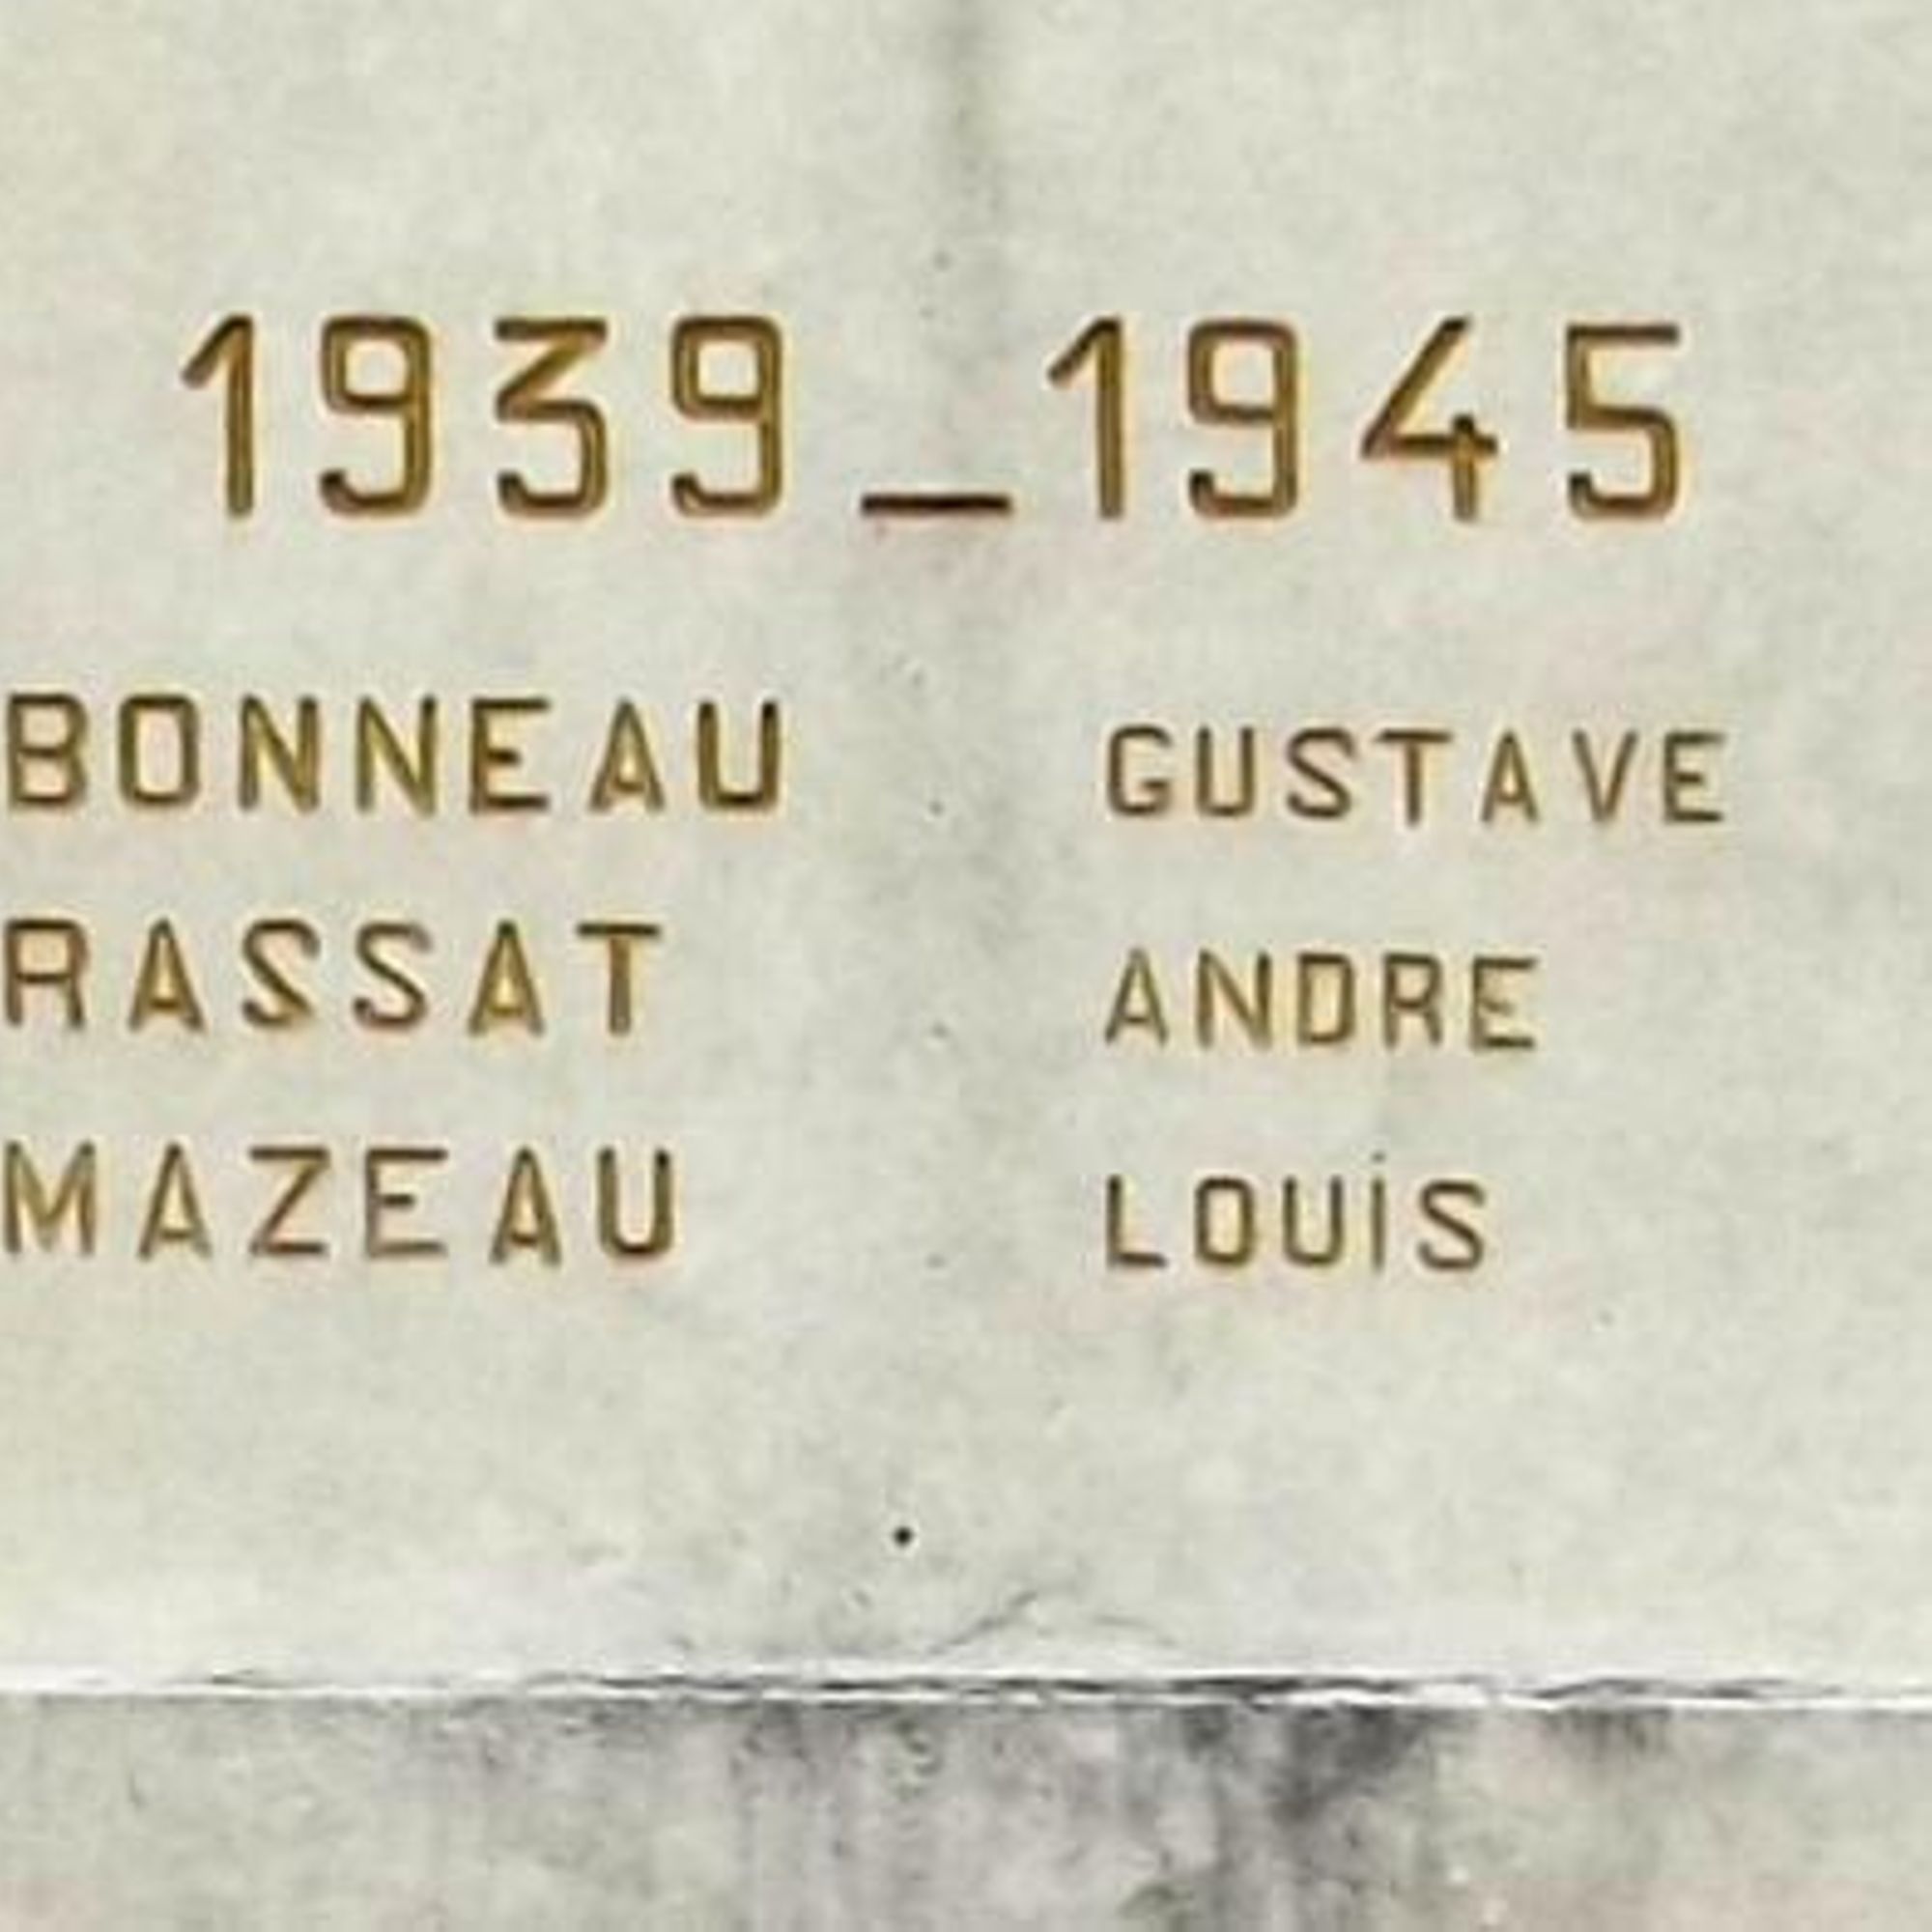 1939_1945
BONNEAU GUSTAVE
RASSAT ANDRE
MAZEAU LOUiS